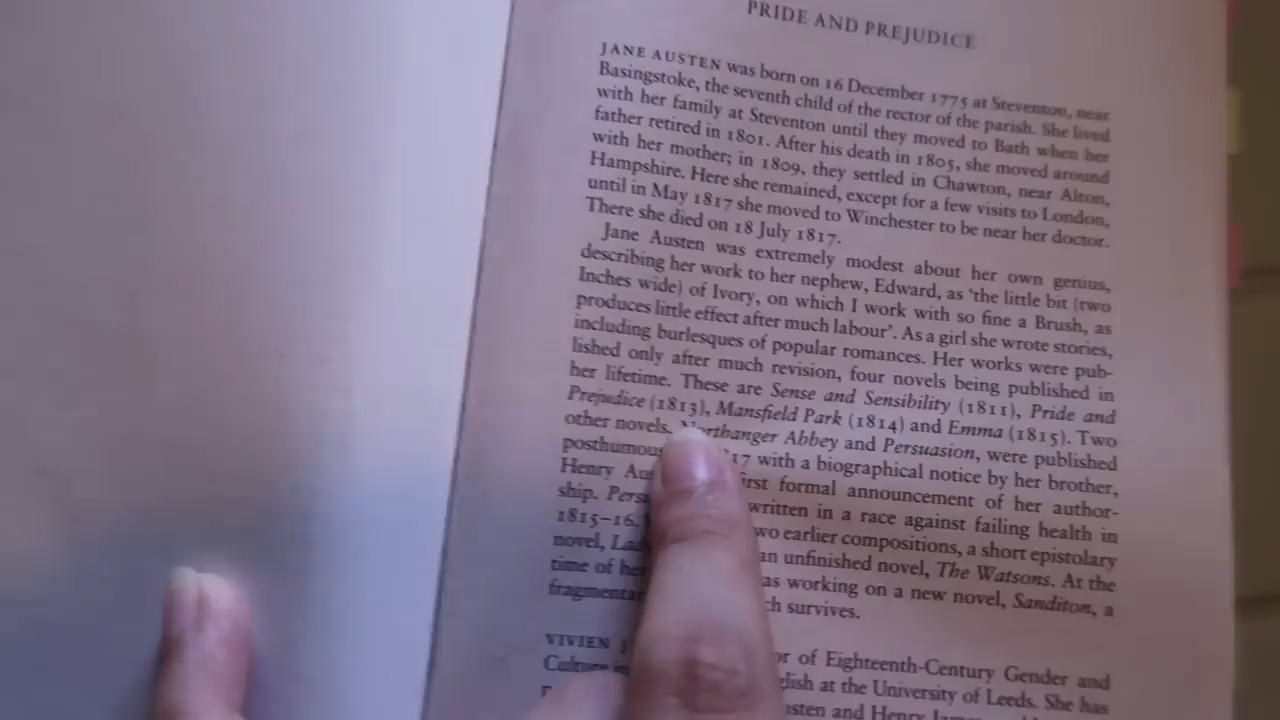 PRIDE AND PREJUDICE
JANE AUSTEN was born on 16 December 1775 at Steventon, near
Basingstoke, the seventh child of the rector of the parish. She lived
with her family at Steventon until they moved to Bath when her
father retired in 1801. After his death in 1805, she moved around
with her mother; in 1809, they settled in Chawton, near Alton,
Hampshire. Here she remained, except for a few visits to London,
until in May 1817 she moved to Winchester to be near her doctor.
There she died on 18 July 1817.
Jane Austen was extremely modest about her own genius,
describing her work to her nephew, Edward, as ‘the little bit (two
Inches wide) of Ivory, on which I work with so fine a Brush, as
produces little effect after much labour’. As a girl she wrote stories,
including burlesques of popular romances. Her works were pub-
lished only after much revision, four novels being published in
her lifetime. These are Sense and Sensibility (1811), Pride and
Prejudice (1813), Mansfield Park (1814) and Emma (1815). Two
other novels, Northanger Abbey and Persuasion, were published
17 with a biographical notice by her brother,
Henry formal announcement of her author-
ship. written in a race against failing health in
1815–16. earlier compositions, a short epistolary
novel, an unfinished novel, The Watsons. At the
time of her working on a new novel, Sanditon, a
survives.
VIVIEN of Eighteenth-Century Gender and
at the University of Leeds. She has
and Henry